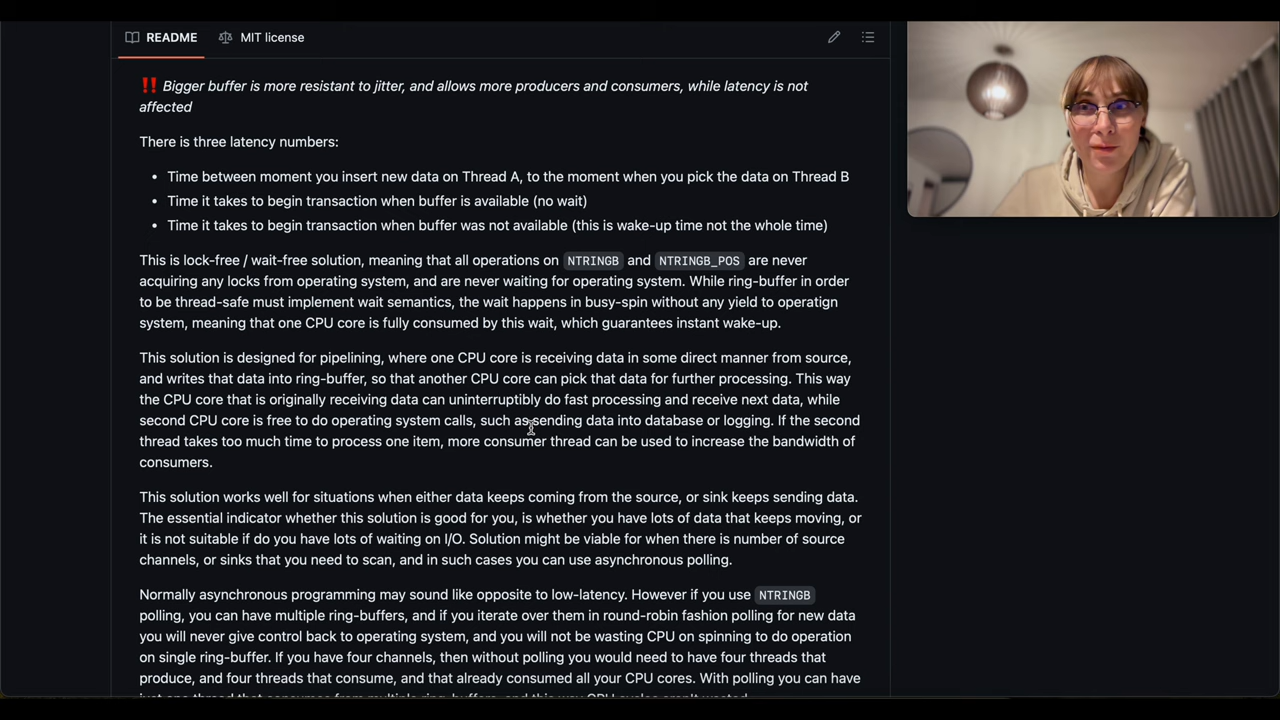 README MIT license
‼ Bigger buffer is more resistant to jitter, and allows more producers and consumers, while latency is not
affected
There is three latency numbers:
• Time between moment you insert new data on Thread A, to the moment when you pick the data on Thread B
• Time it takes to begin transaction when buffer is available (no wait)
• Time it takes to begin transaction when buffer was not available (this is wake-up time not the whole time)
This is lock-free / wait-free solution, meaning that all operations on NTRINGB and NTRINGB_POS are never
acquiring any locks from operating system, and are never waiting for operating system. While ring-buffer in order
to be thread-safe must implement wait semantics, the wait happens in busy-spin without any yield to operatign
system, meaning that one CPU core is fully consumed by this wait, which guarantees instant wake-up.
This solution is designed for pipelining, where one CPU core is receiving data in some direct manner from source,
and writes that data into ring-buffer, so that another CPU core can pick that data for further processing. This way
the CPU core that is originally receiving data can uninterruptibly do fast processing and receive next data, while
second CPU core is free to do operating system calls, such as sending data into database or logging. If the second
thread takes too much time to process one item, more consumer thread can be used to increase the bandwidth of
consumers.
This solution works well for situations when either data keeps coming from the source, or sink keeps sending data.
The essential indicator whether this solution is good for you, is whether you have lots of data that keeps moving, or
it is not suitable if do you have lots of waiting on I/O. Solution might be viable for when there is number of source
channels, or sinks that you need to scan, and in such cases you can use asynchronous polling.
Normally asynchronous programming may sound like opposite to low-latency. However if you use NTRINGB
polling, you can have multiple ring-buffers, and if you iterate over them in round-robin fashion polling for new data
you will never give control back to operating system, and you will not be wasting CPU on spinning to do operation
on single ring-buffer. If you have four channels, then without polling you would need to have four threads that
produce, and four threads that consume, and that already consumed all your CPU cores. With polling you can have
just one thread that consumes from multiple ring-buffers, and this way CPU cycles aren't wasted